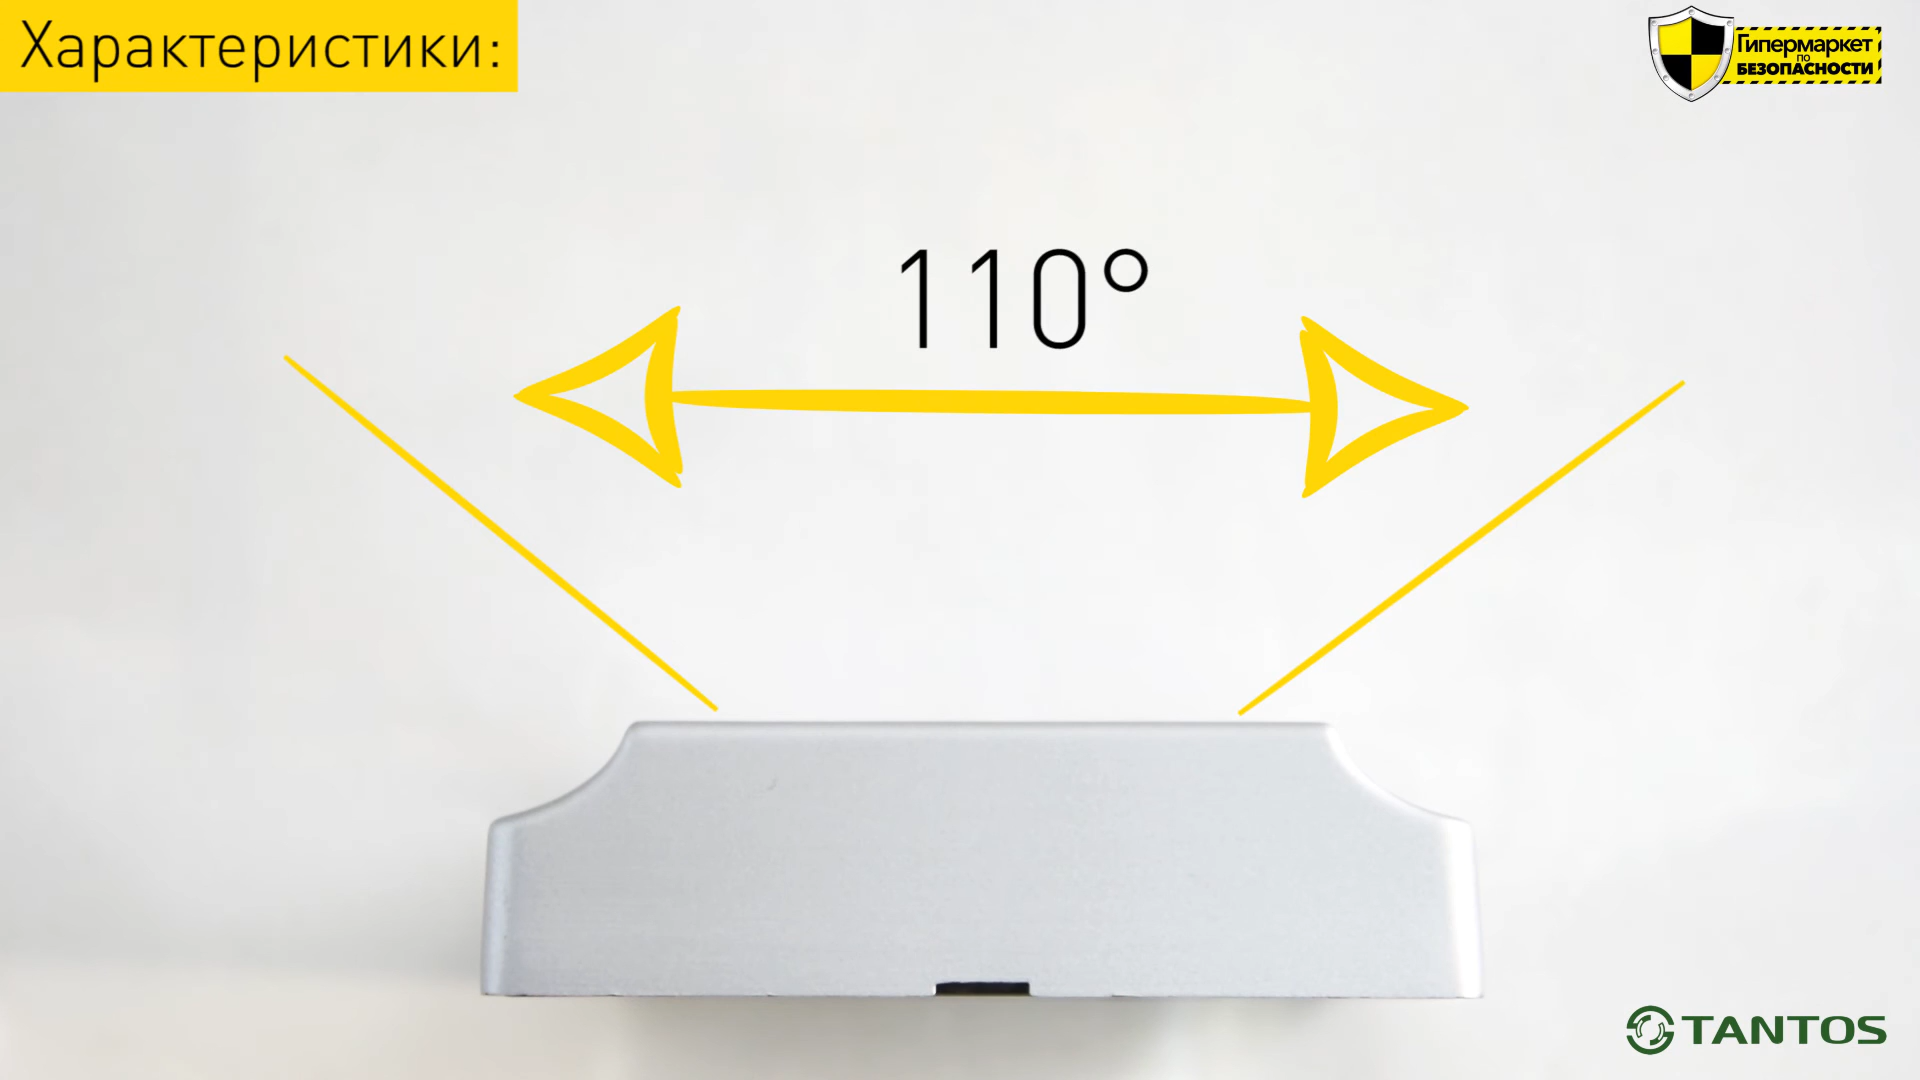 Характеристики:
Гипермаркет
по
БЕЗОПАСНОСТИ
110°
TANTOS